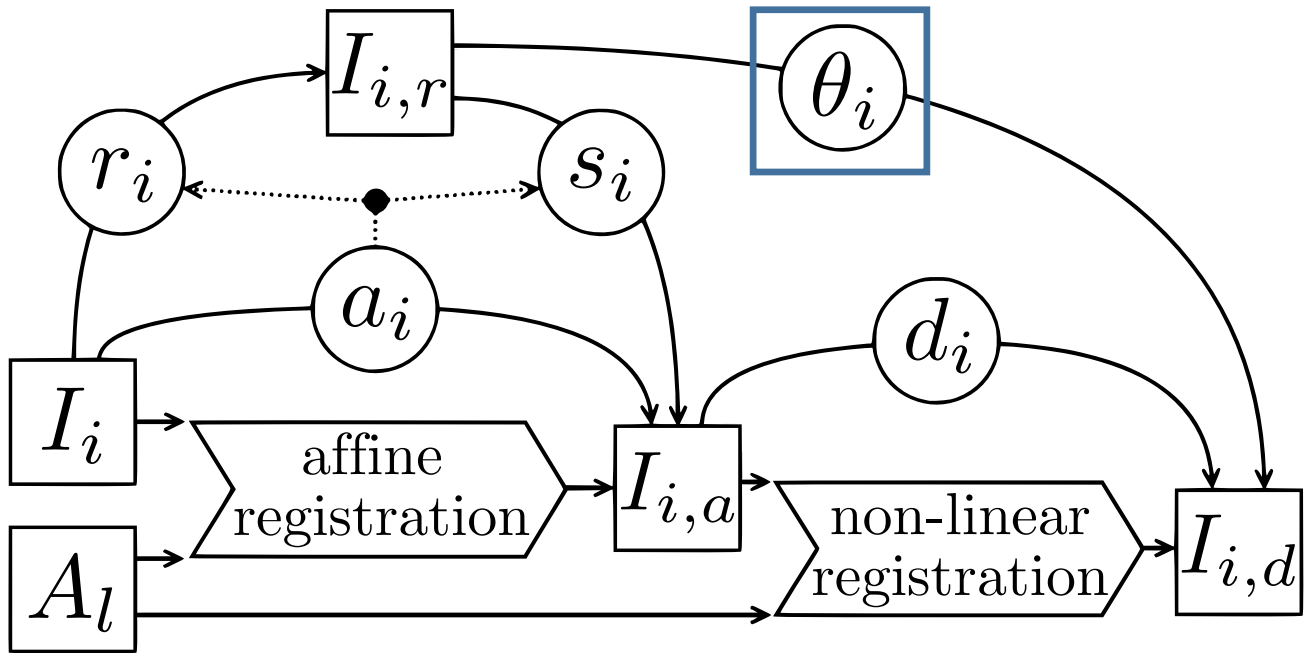 I_{i,r}
θ_i
r_i
s_i
a_i
d_i
I_i
affine
registration
I_{i,a}
non-linear
registration
I_{i,d}
A_l